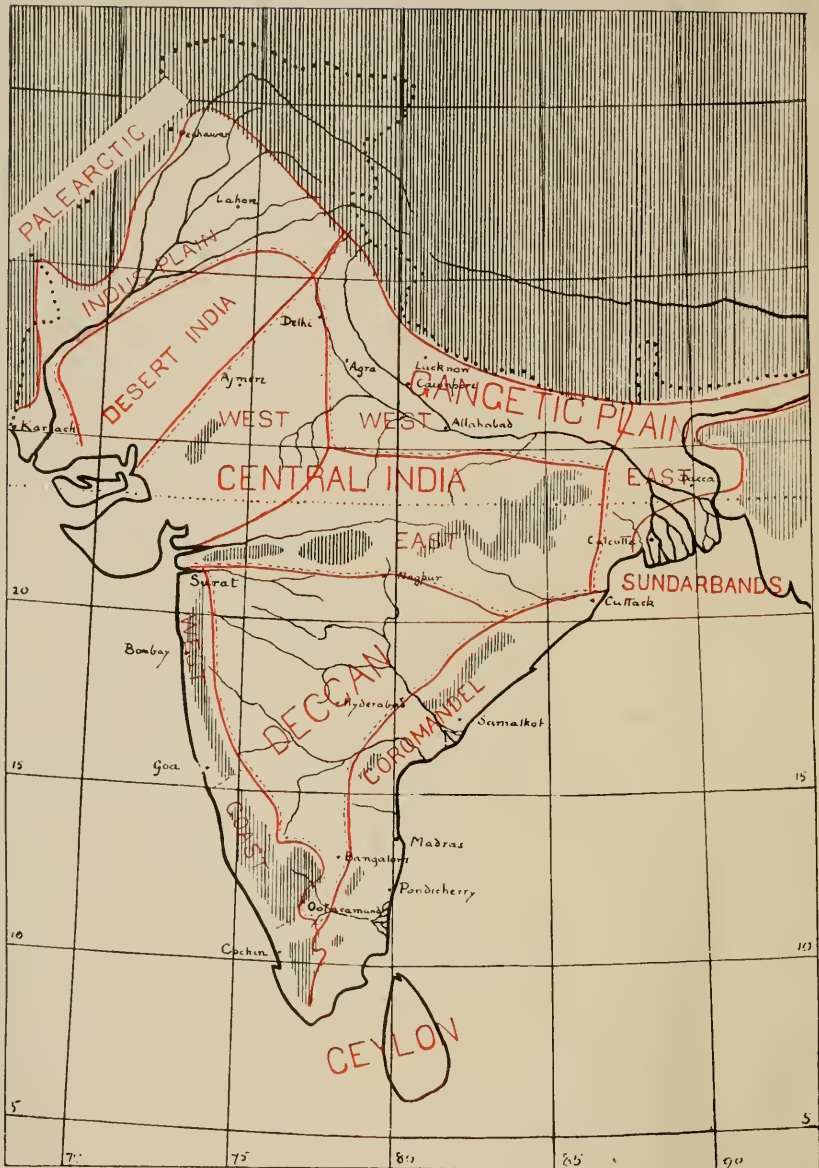 PALEARCTIC
Peshawar
Lahore
INDUS PLAIN
DESERT INDIA
Delhi
Ajmere
Agra
Lucknow
Cawnpore
GANGETIC PLAIN
WEST
WEST
Allahabad
Karachi
CENTRAL INDIA
EAST
Dacca
EAST
Calcutta
Surat
Nagpur
SUNDARBANDS
Cuttack
20
WEST
Bombay
DECCAN
Hyderabad
COROMANDEL
Samalkot
Goa
15
15
COAST
Madras
Bangalore
Pondicherry
Ootacamund
10
Cochin
10
CEYLON
5
5
75
80
85
90